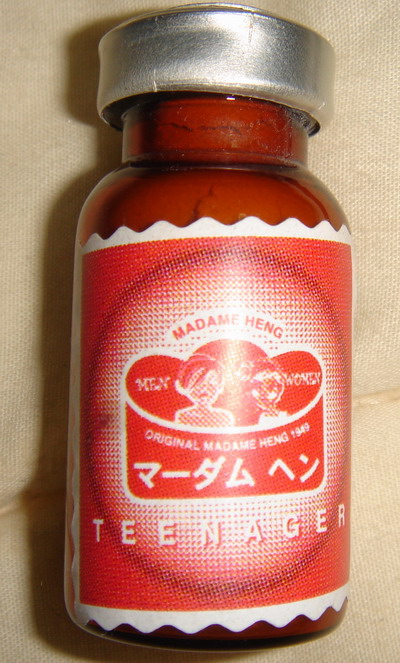 MADAME HENG
MEN WOMEN
ORIGINAL MADAME HENG 1949
マーダム ヘン
TEENAGER